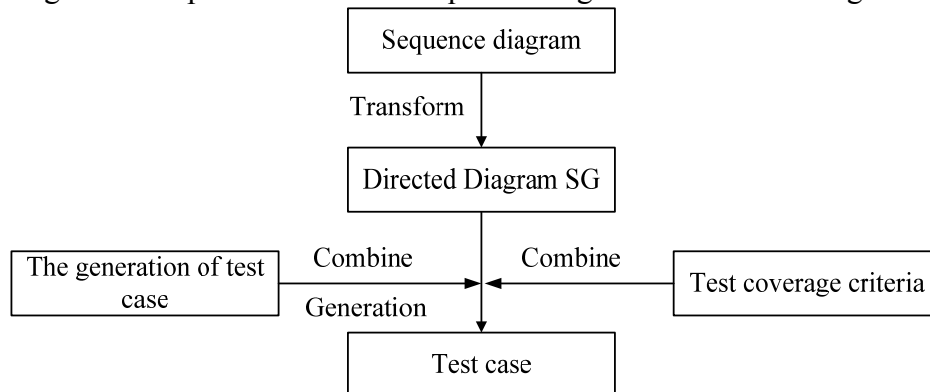 Sequence diagram
Transform
Directed Diagram SG
The generation of test
case
Combine
Combine
Test coverage criteria
Generation
Test case